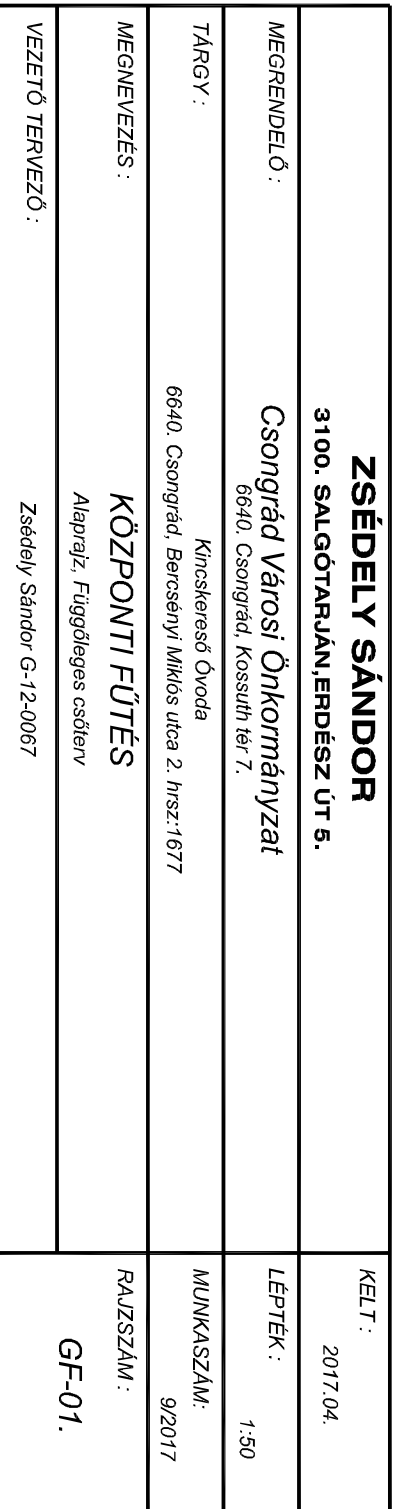 ZSÉDELY SÁNDOR
3100. SALGÓTARJÁN,ERDÉSZ ÚT 5.
KELT :
2017.04.
MEGRENDELŐ :
Csongrád Városi Önkormányzat
6640. Csongrád, Kossuth tér 7.
LÉPTÉK :
1:50
TÁRGY :
Kincskereső Óvoda
6640. Csongrád, Bercsényi Miklós utca 2. hrsz:1677
MUNKASZÁM:
9/2017
MEGNEVEZÉS :
KÖZPONTI FŰTÉS
Alaprajz, Függőleges csőterv
RAJZSZÁM :
GF-01.
VEZETŐ TERVEZŐ :
Zsédely Sándor G-12-0067